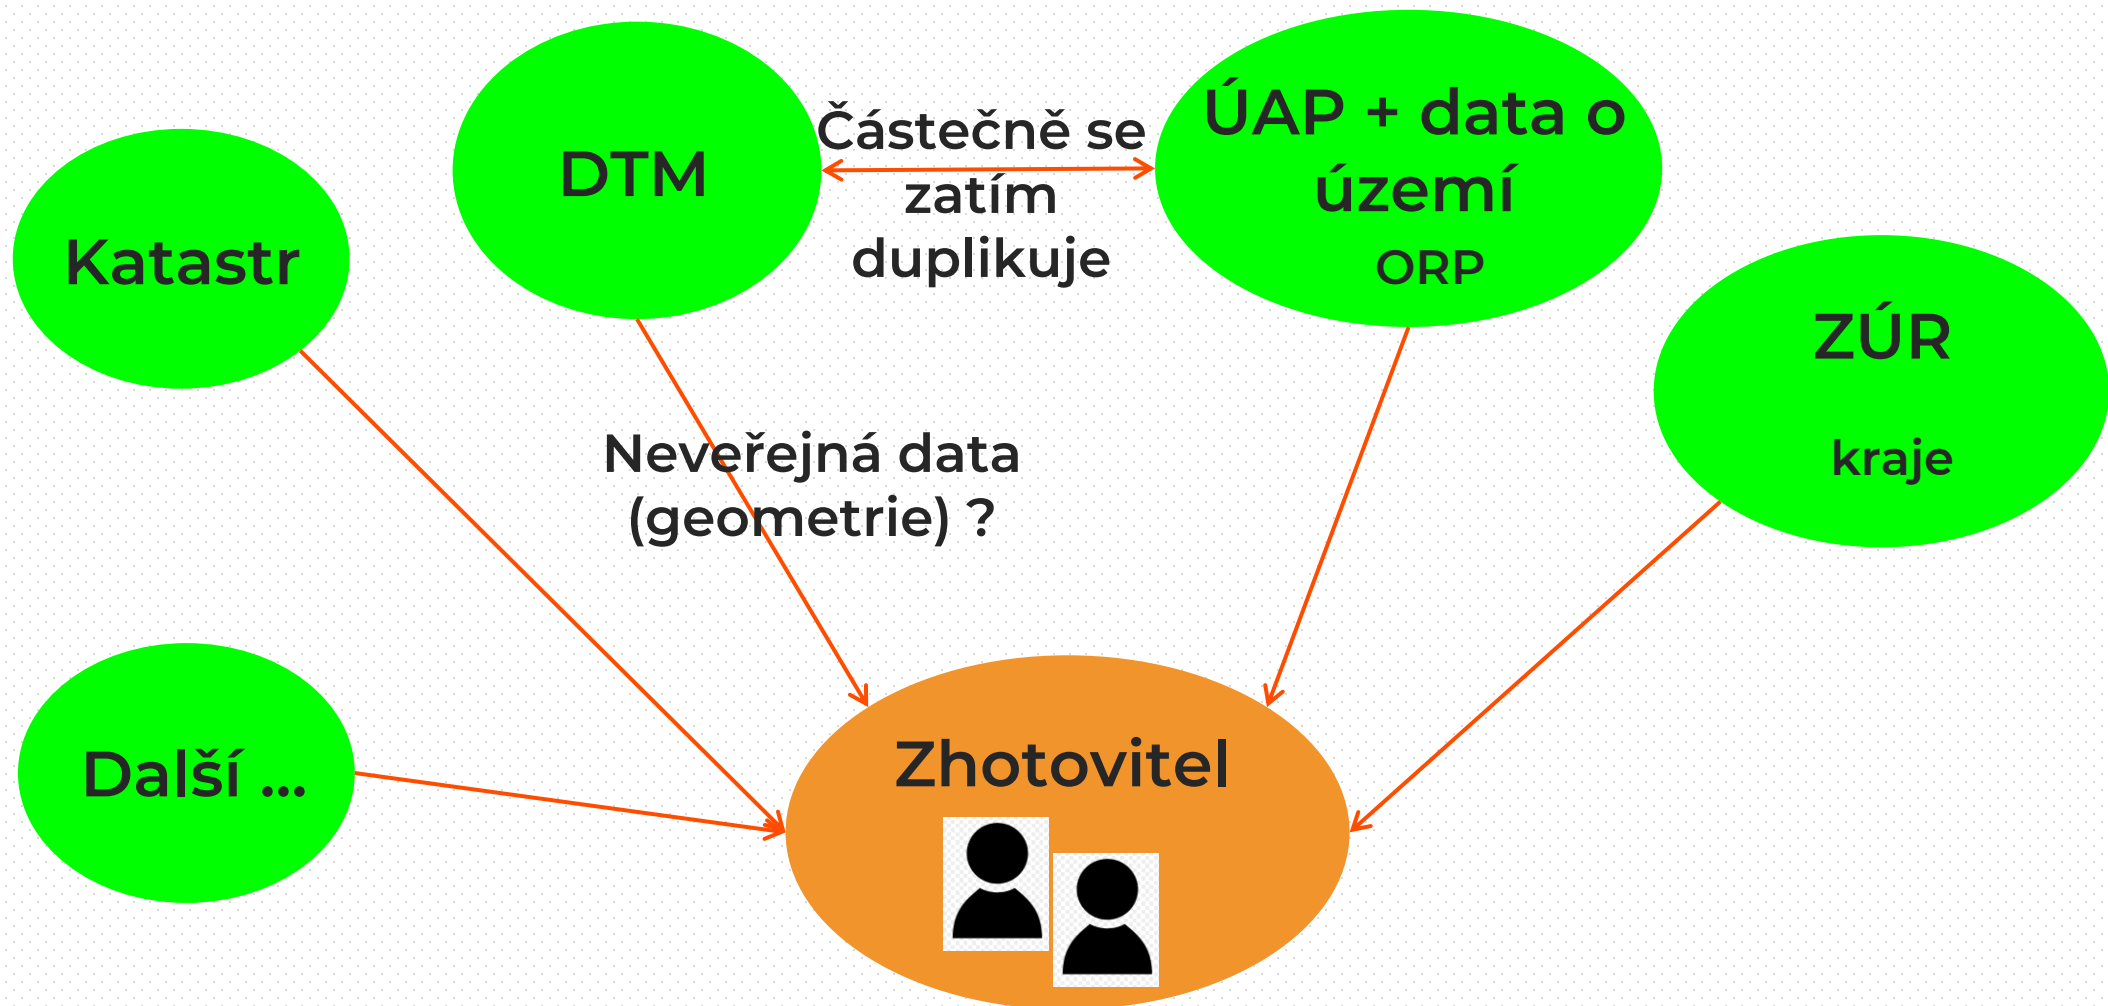 DTM
Částečně se
zatím
duplikuje
ÚAP + data o
území
ORP
Katastr
ZÚR
kraje
Neveřejná data
(geometrie) ?
Další ...
Zhotovitel